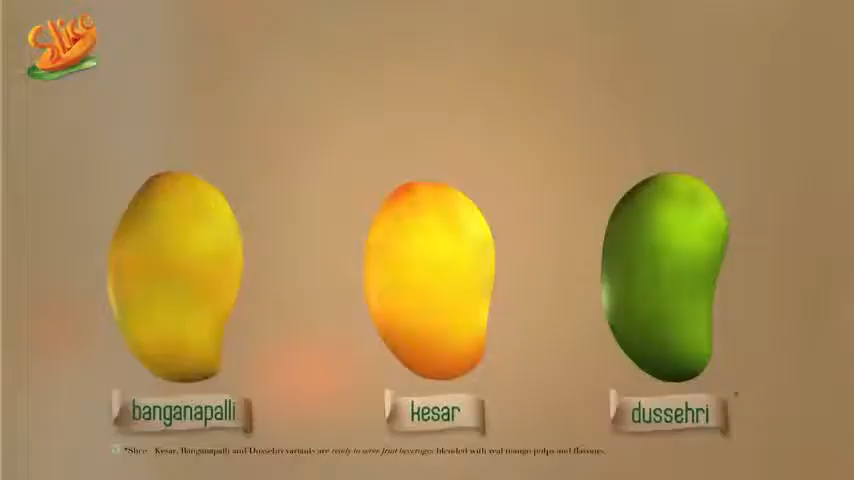 Slice
banganapalli
kesar
dussehri
*Slice Kesar, Banganapalli and Dussehri variants are ready to serve fruit beverages blended with real mango pulps and flavours.